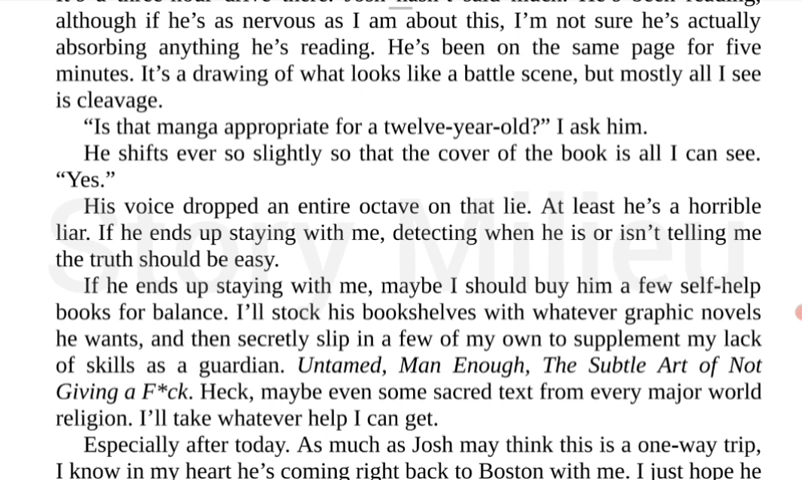 although if he’s as nervous as I am about this, I’m not sure he’s actually
absorbing anything he’s reading. He’s been on the same page for five
minutes. It’s a drawing of what looks like a battle scene, but mostly all I see
is cleavage.
“Is that manga appropriate for a twelve-year-old?” I ask him.
He shifts ever so slightly so that the cover of the book is all I can see.
“Yes.”
His voice dropped an entire octave on that lie. At least he’s a horrible
liar. If he ends up staying with me, detecting when he is or isn’t telling me
the truth should be easy.
If he ends up staying with me, maybe I should buy him a few self-help
books for balance. I’ll stock his bookshelves with whatever graphic novels
he wants, and then secretly slip in a few of my own to supplement my lack
of skills as a guardian. Untamed, Man Enough, The Subtle Art of Not
Giving a F*ck. Heck, maybe even some sacred text from every major world
religion. I’ll take whatever help I can get.
Especially after today. As much as Josh may think this is a one-way trip,
I know in my heart he’s coming right back to Boston with me. I just hope he
Story Milieu